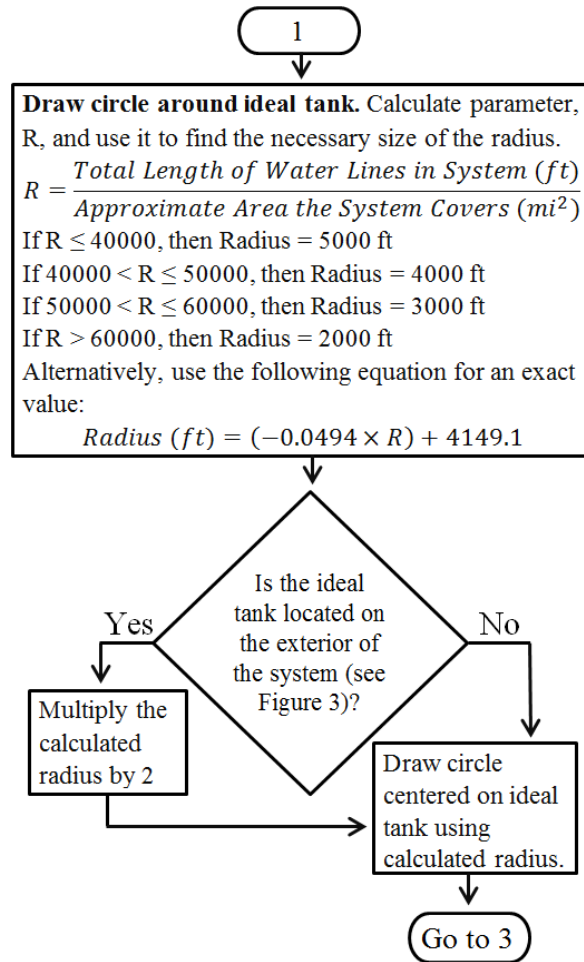 1
Draw circle around ideal tank. Calculate parameter,
R, and use it to find the necessary size of the radius.
R = Total Length of Water Lines in System (ft)
Approximate Area the System Covers (mi²)
If R ≤ 40000, then Radius = 5000 ft
If 40000 < R ≤ 50000, then Radius = 4000 ft
If 50000 < R ≤ 60000, then Radius = 3000 ft
If R > 60000, then Radius = 2000 ft
Alternatively, use the following equation for an exact
value:
Radius (ft) = (−0.0494 × R) + 4149.1
Is the ideal
tank located on
the exterior of
the system (see
Figure 3)?
Yes
No
Multiply the
calculated
radius by 2
Draw circle
centered on ideal
tank using
calculated radius.
Go to 3